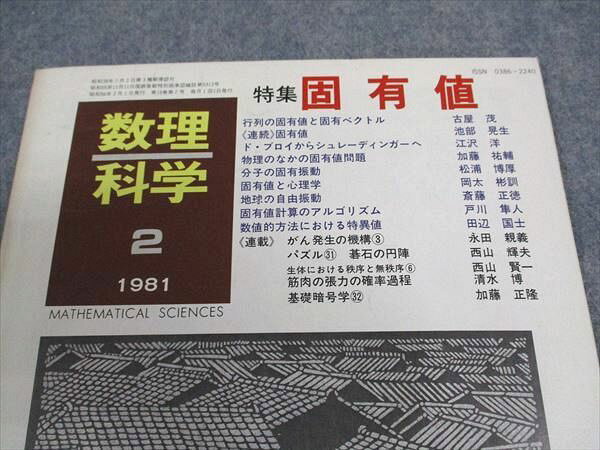 ISSN 0386-2240
特集 固有値
数理
科学
2
1981
MATHEMATICAL SCIENCES
行列の固有値と固有ベクトル 古屋 茂
《連続》固有値 池部 晃生
ド・ブロイからシュレーディンガーへ 江沢 洋
物理のなかの固有値問題 加藤 祐輔
分子の固有振動 松浦 博厚
固有値と心理学 岡太 彬訓
地球の自由振動 斎藤 正徳
固有値計算のアルゴリズム 戸川 隼人
数値的方法における特異値 田辺 国士
《連載》 がん発生の機構③ 永田 親義
パズル㉛ 碁石の円陣 西山 輝夫
生体における秩序と無秩序⑥ 西山 賢一
筋肉の張力の確率過程 清水 博
基礎暗号学㉜ 加藤 正隆